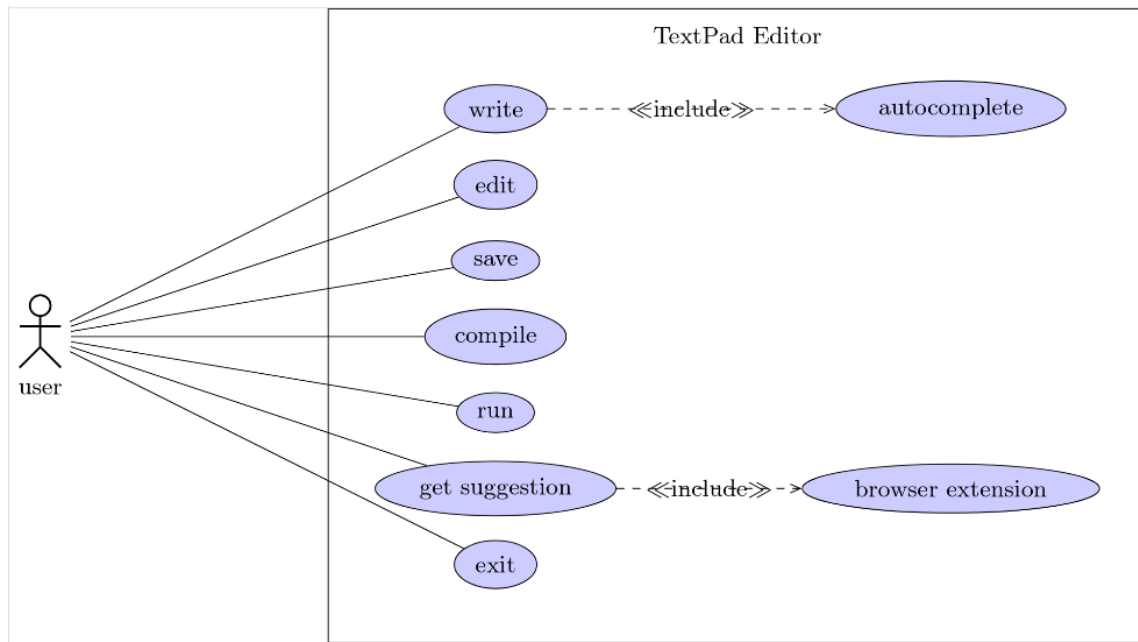 TextPad Editor
write
≪include≫
autocomplete
edit
save
compile
user
run
get suggestion
≪include≫
browser extension
exit